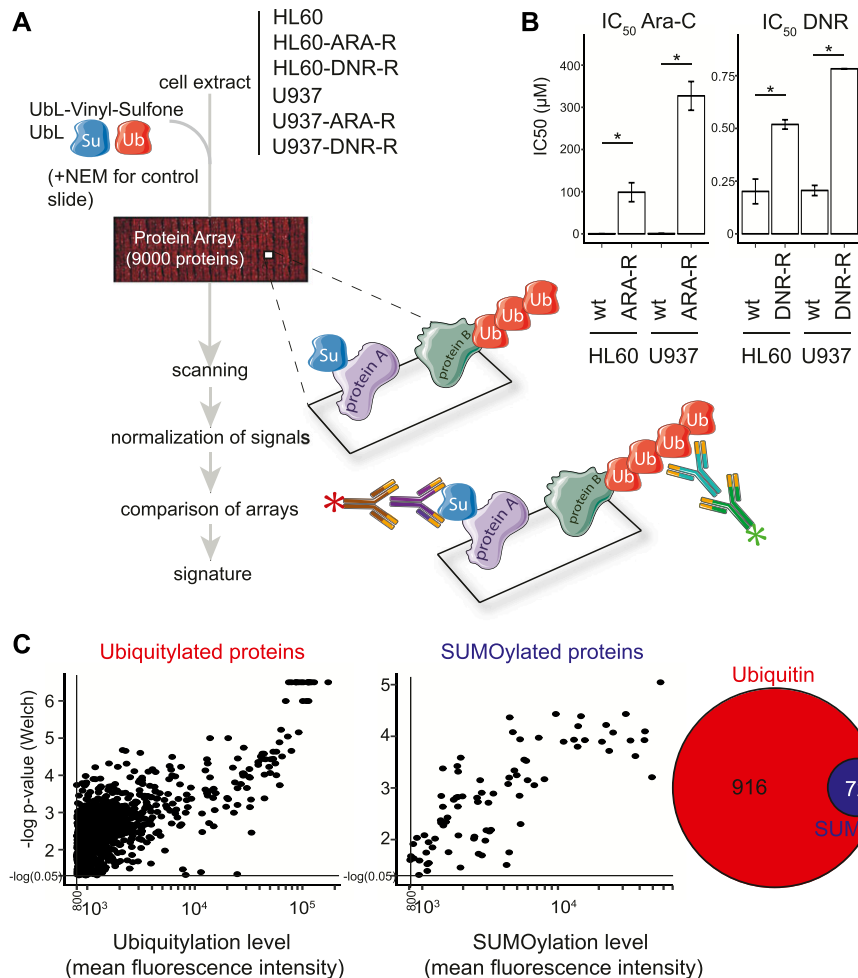 A
HL60
HL60-ARA-R
HL60-DNR-R
U937
U937-ARA-R
U937-DNR-R
cell extract
UbL-Vinyl-Sulfone
UbL
Su
Ub
(+NEM for control
slide)
Protein Array
(9000 proteins)
scanning
normalization of signals
comparison of arrays
signature
Su
protein A
protein B
Ub
Ub
Ub
Ub
Su
protein A
protein B
Ub
Ub
Ub
Ub
B
IC50 Ara-C
IC50 DNR
IC50 (µM)
400
300
200
100
0
*
*
0.75
0.50
0.25
0.00
*
*
wt
ARA-R
wt
ARA-R
wt
DNR-R
wt
DNR-R
HL60
U937
HL60
U937
C
Ubiquitylated proteins
-log p-value (Welch)
6
5
4
3
2
-log(0.05)
800
10³
10⁴
10⁵
Ubiquitylation level
(mean fluorescence intensity)
SUMOylated proteins
5
4
3
2
-log(0.05)
800
10³
10⁴
SUMOylation level
(mean fluorescence intensity)
Ubiquitin
916